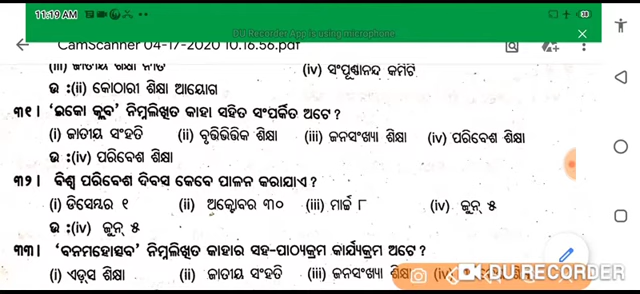 11:19 AM
38
DU Recorder App is using microphone
CamScanner 04-17-2020 10.16.56.pdf
(iii) ଜାତୀୟ ଶିକ୍ଷା ନୀତି (iv) ସଂପୂର୍ଣ୍ଣାନନ୍ଦ କମିଟି
ଉ :(ii) କୋଠାରୀ ଶିକ୍ଷା ଆୟୋଗ
୩୧। ‘ଇକୋ କ୍ଲବ’ ନିମ୍ନଲିଖିତ କାହା ସହିତ ସଂପର୍କିତ ଅଟେ ?
(i) ଜାତୀୟ ସଂହତି (ii) ବୃତ୍ତିଭିତ୍ତିକ ଶିକ୍ଷା (iii) ଜନସଂଖ୍ୟା ଶିକ୍ଷା (iv) ପରିବେଶ ଶିକ୍ଷା
ଉ :(iv) ପରିବେଶ ଶିକ୍ଷା
୩୨। ବିଶ୍ୱ ପରିବେଶ ଦିବସ କେବେ ପାଳନ କରାଯାଏ ?
(i) ଡିସେମ୍ବର ୧ (ii) ଅକ୍ଟୋବର ୩୦ (iii) ମାର୍ଚ୍ଚ ୮ (iv) ଜୁନ୍ ୫
ଉ :(iv) ଜୁନ୍ ୫
୩୩। ‘ବନମହୋତ୍ସବ’ ନିମ୍ନଲିଖିତ କାହାର ସହ-ପାଠ୍ୟକ୍ରମ କାର୍ଯ୍ୟକ୍ରମ ଅଟେ ?
(i) ଏଡ୍ସ ଶିକ୍ଷା (ii) ଜାତୀୟ ସଂହତି (iii) ଜନସଂଖ୍ୟା ଶିକ୍ଷା (iv)
DU RECORDER